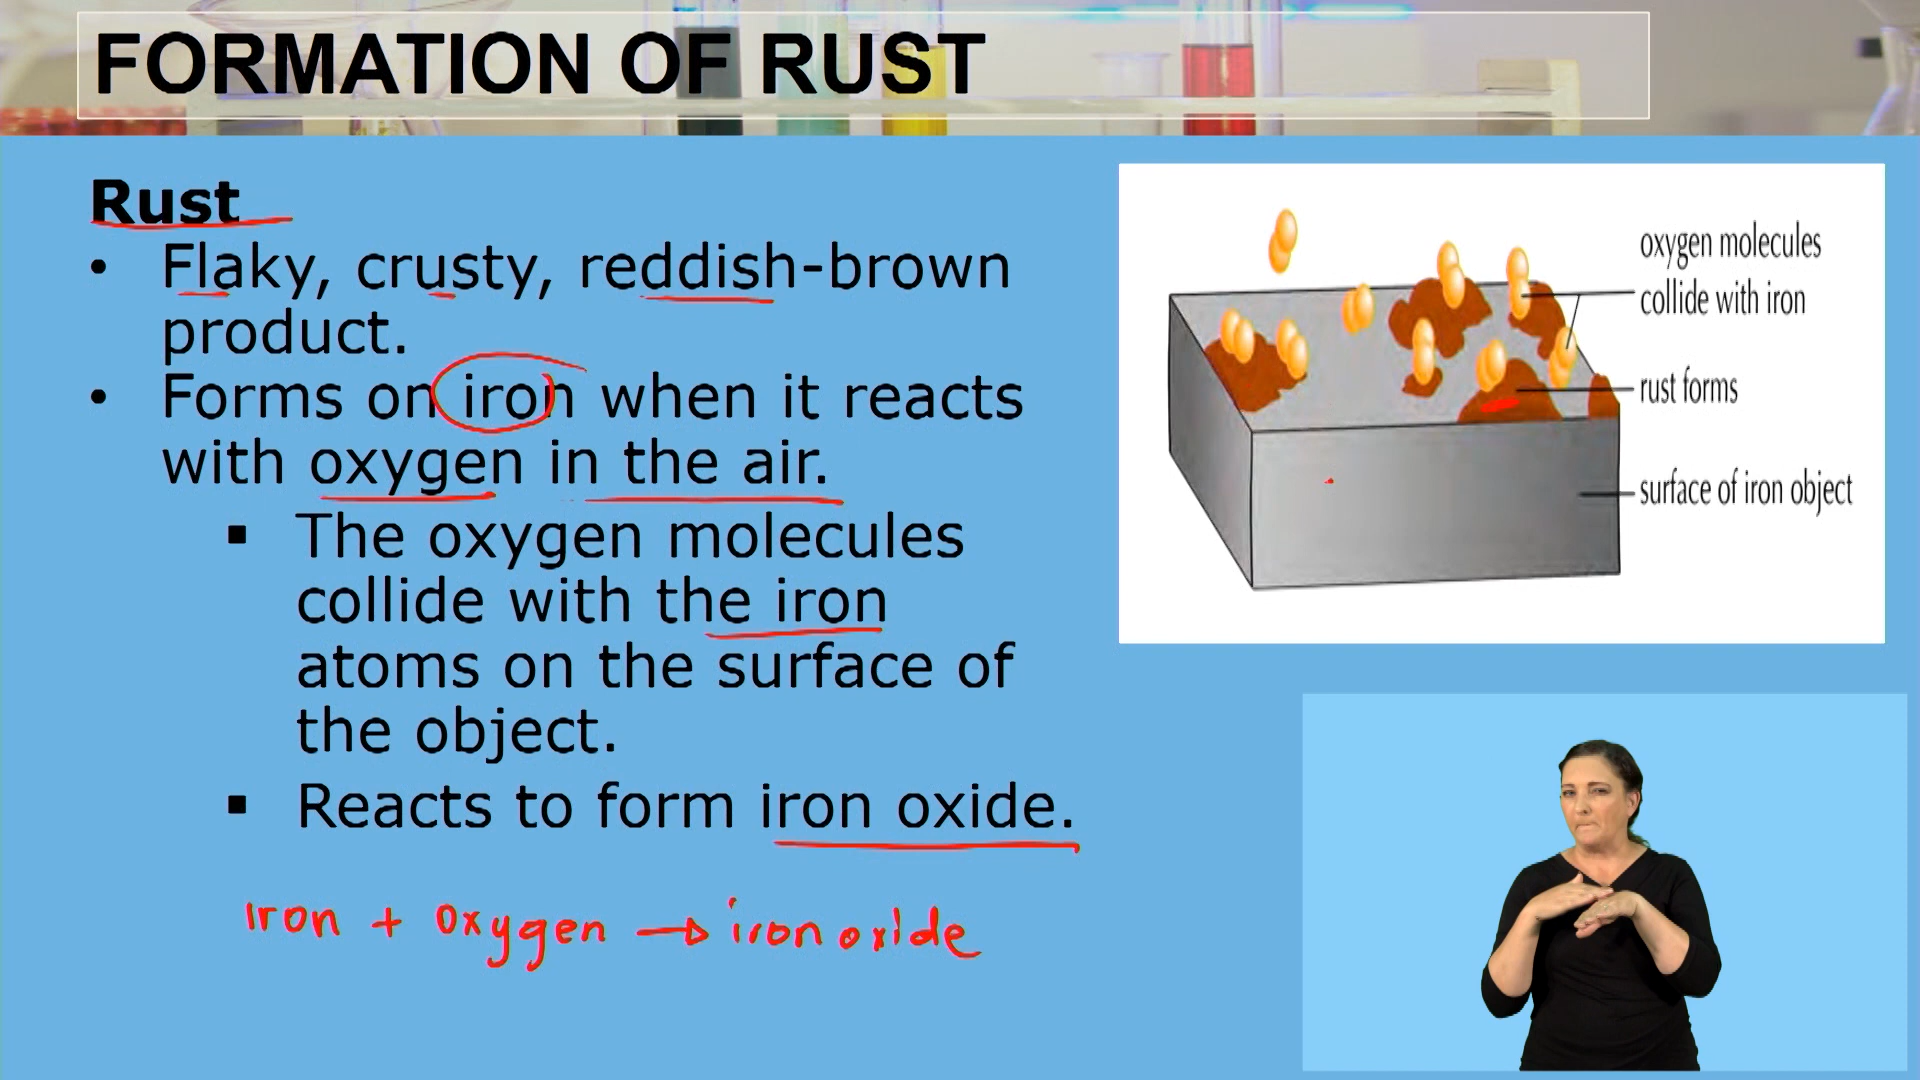 FORMATION OF RUST
Rust
• Flaky, crusty, reddish-brown
product.
• Forms on iron when it reacts
with oxygen in the air.
▪ The oxygen molecules
collide with the iron
atoms on the surface of
the object.
▪ Reacts to form iron oxide.
Iron + oxygen → iron oxide
oxygen molecules
collide with iron
rust forms
surface of iron object